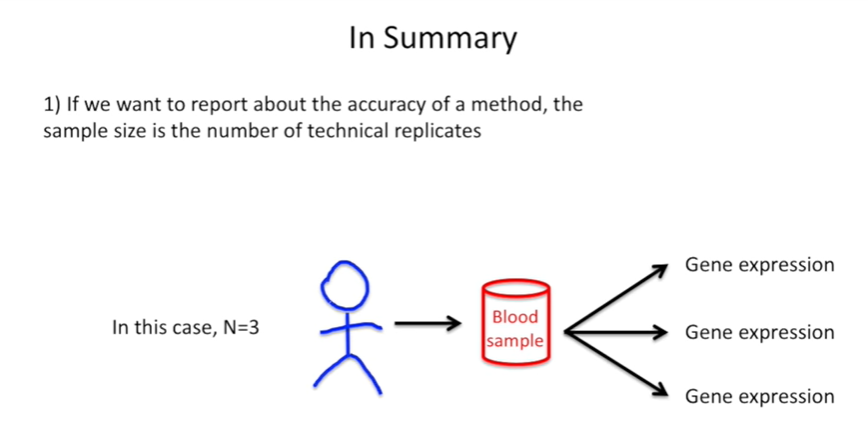 In Summary
1) If we want to report about the accuracy of a method, the
sample size is the number of technical replicates
In this case, N=3
Blood
sample
Gene expression
Gene expression
Gene expression